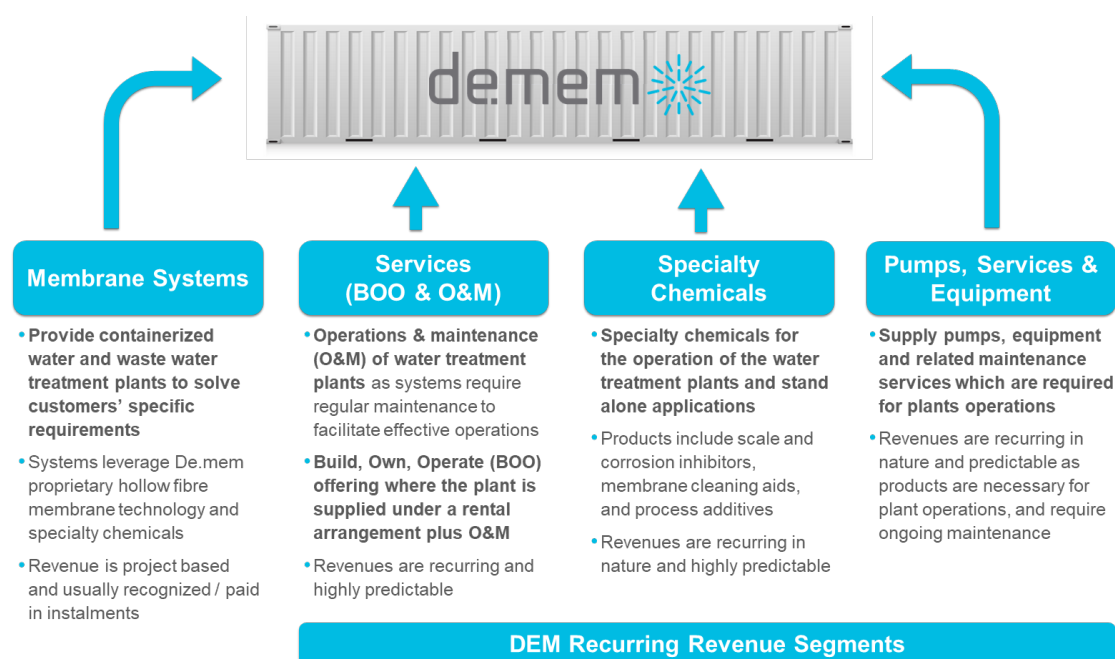 de.mem
Membrane Systems
• Provide containerized
water and waste water
treatment plants to solve
customers’ specific
requirements
• Systems leverage De.mem
proprietary hollow fibre
membrane technology and
specialty chemicals
• Revenue is project based
and usually recognized / paid
in instalments
Services
(BOO & O&M)
• Operations & maintenance
(O&M) of water treatment
plants as systems require
regular maintenance to
facilitate effective operations
• Build, Own, Operate (BOO)
offering where the plant is
supplied under a rental
arrangement plus O&M
• Revenues are recurring and
highly predictable
Specialty
Chemicals
• Specialty chemicals for
the operation of the water
treatment plants and stand
alone applications
• Products include scale and
corrosion inhibitors,
membrane cleaning aids,
and process additives
• Revenues are recurring in
nature and highly predictable
Pumps, Services &
Equipment
• Supply pumps, equipment
and related maintenance
services which are required
for plants operations
• Revenues are recurring in
nature and predictable as
products are necessary for
plant operations, and require
ongoing maintenance
DEM Recurring Revenue Segments